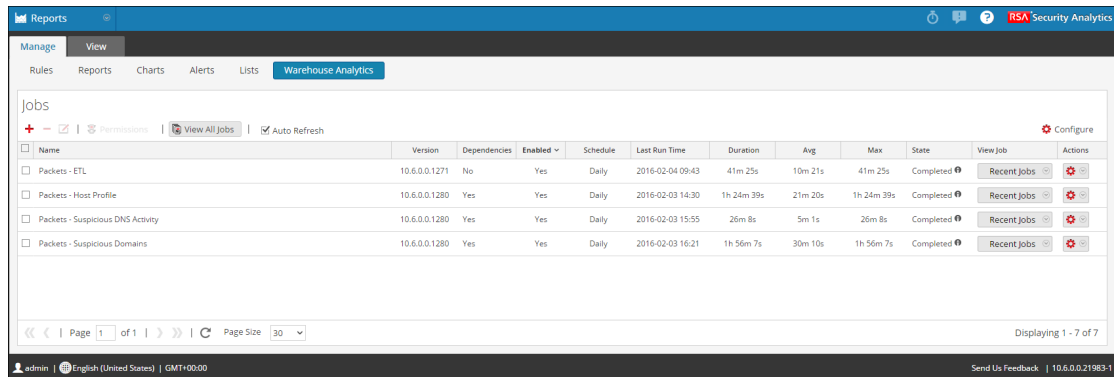 Reports RSA Security Analytics
Manage View
Rules Reports Charts Alerts Lists Warehouse Analytics
Jobs
Permissions | View All Jobs | Auto Refresh Configure
Name Version Dependencies Enabled Schedule Last Run Time Duration Avg Max State View Job Actions
Packets - ETL 10.6.0.0.1271 No Yes Daily 2016-02-04 09:43 41m 25s 10m 21s 41m 25s Completed Recent Jobs
Packets - Host Profile 10.6.0.0.1280 Yes Yes Daily 2016-02-03 14:30 1h 24m 39s 21m 20s 1h 24m 39s Completed Recent Jobs
Packets - Suspicious DNS Activity 10.6.0.0.1280 Yes Yes Daily 2016-02-03 15:55 26m 8s 5m 1s 26m 8s Completed Recent Jobs
Packets - Suspicious Domains 10.6.0.0.1280 Yes Yes Daily 2016-02-03 16:21 1h 56m 7s 30m 10s 1h 56m 7s Completed Recent Jobs
Page 1 of 1 | Page Size 30 Displaying 1 - 7 of 7
admin | English (United States) | GMT+00:00 Send Us Feedback | 10.6.0.0.21983-1